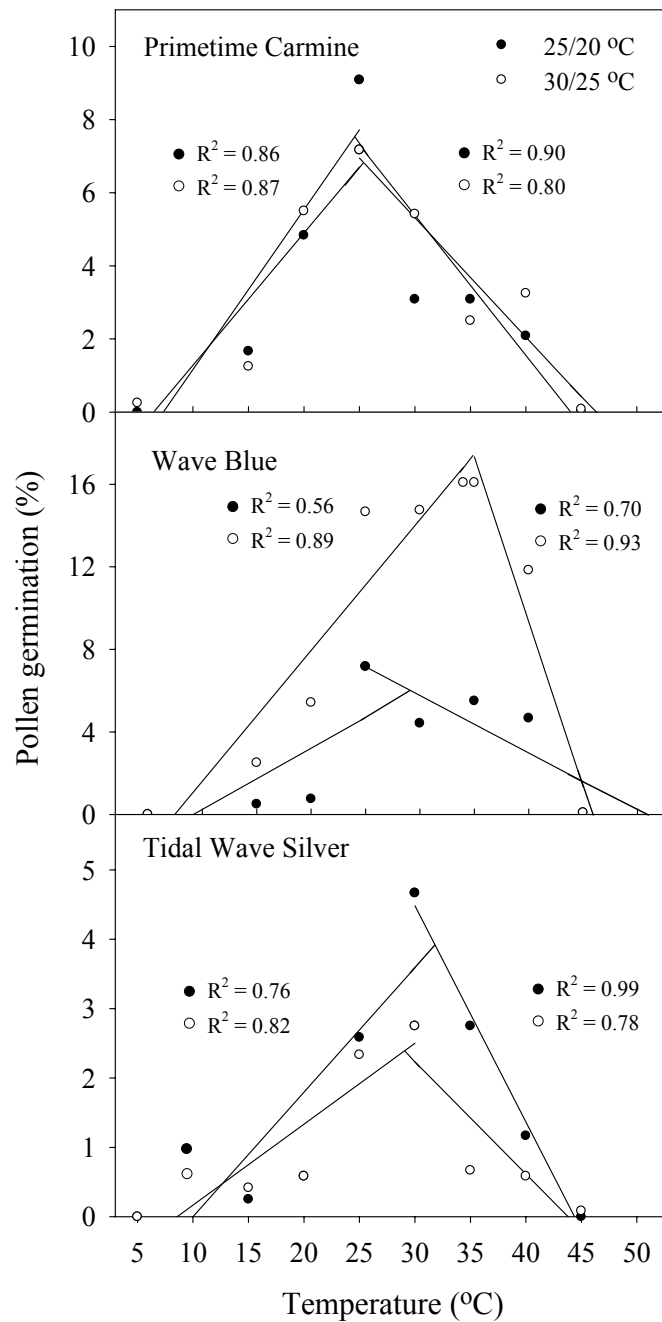 Primetime Carmine
25/20 °C
30/25 °C
R² = 0.86
R² = 0.87
R² = 0.90
R² = 0.80
10
8
6
4
2
0
Wave Blue
R² = 0.56
R² = 0.89
R² = 0.70
R² = 0.93
16
12
8
4
0
Pollen germination (%)
Tidal Wave Silver
R² = 0.76
R² = 0.82
R² = 0.99
R² = 0.78
5
4
3
2
1
0
5 10 15 20 25 30 35 40 45 50
Temperature (°C)